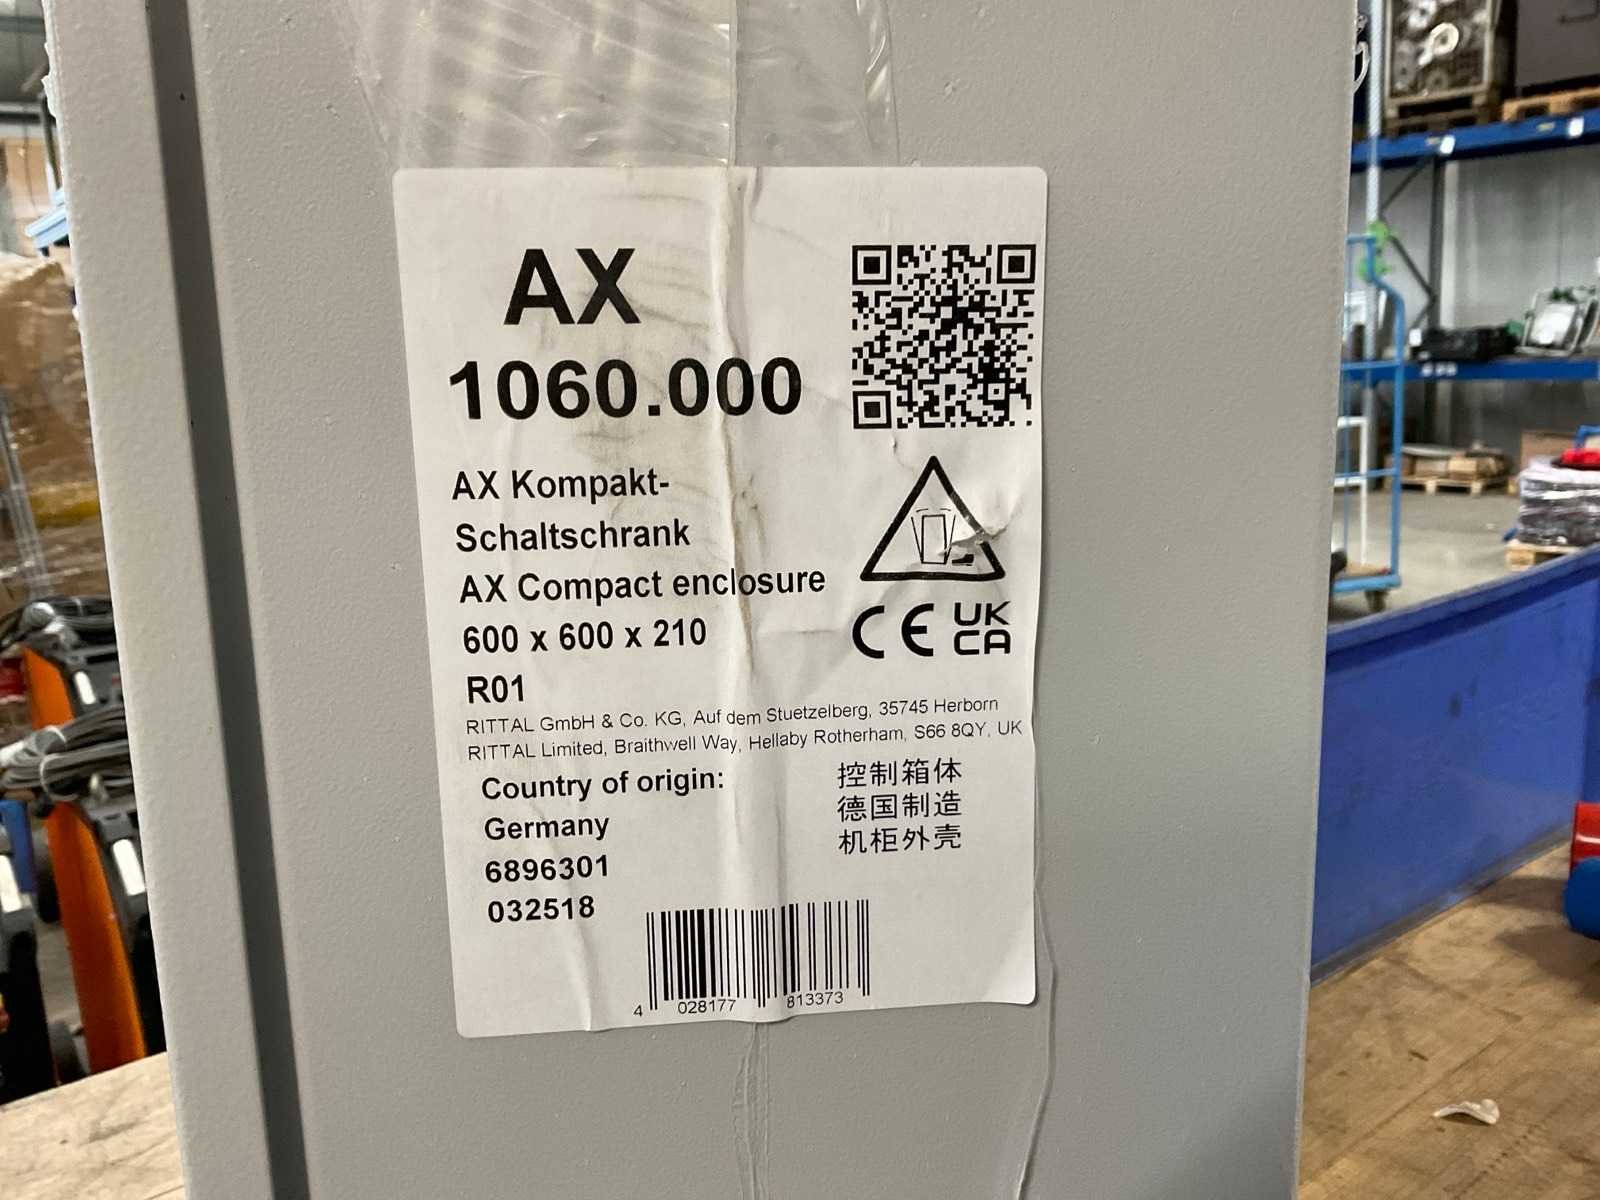 AX
1060.000
AX Kompakt-
Schaltschrank
AX Compact enclosure
600 x 600 x 210
R01
CE UK
CA
RITTAL GmbH & Co. KG, Auf dem Stuetzelberg, 35745 Herborn
RITTAL Limited, Braithwell Way, Hellaby Rotherham, S66 8QY, UK
Country of origin:
Germany
6896301
032518
控制箱体
德国制造
机柜外壳
4 028177 813373